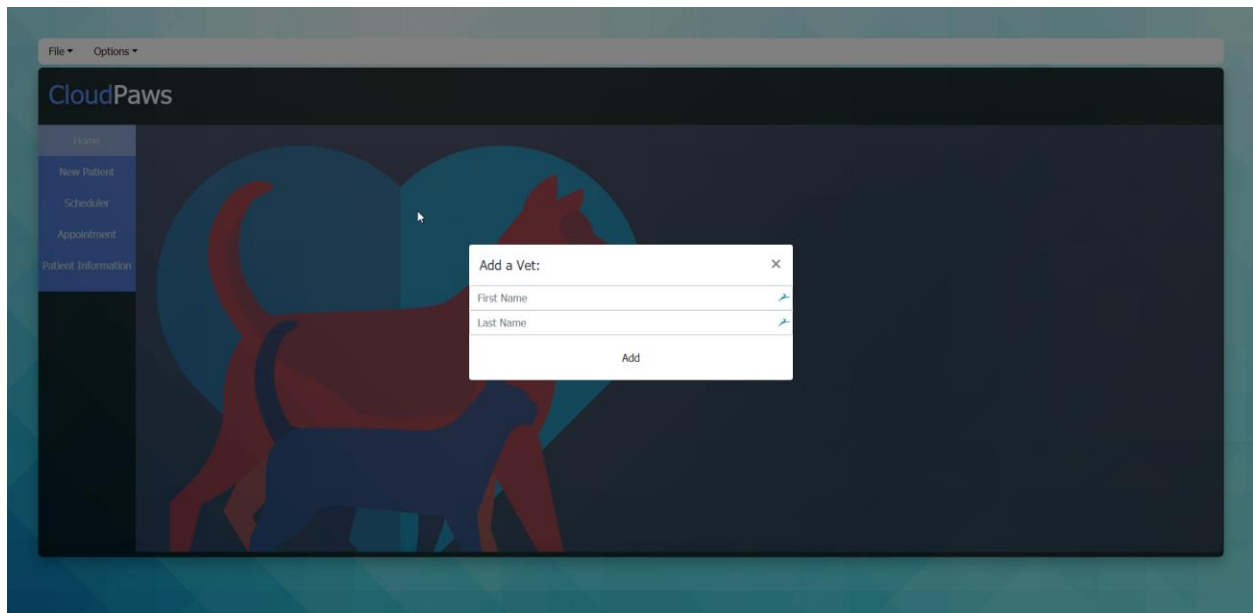 File Options
CloudPaws
Home
New Patient
Scheduler
Appointment
Patient Information
Add a Vet:
First Name
Last Name
Add